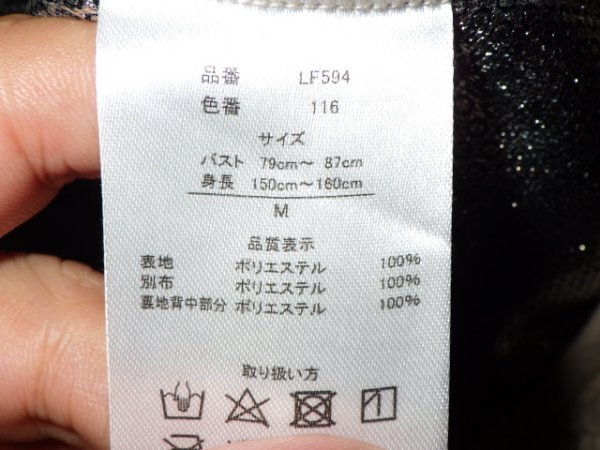 品番 LF594
色番 116
サイズ
バスト 79cm～ 87cm
身長 150cm～160cm
M
品質表示
表地 ポリエステル 100%
別布 ポリエステル 100%
裏地背中部分 ポリエステル 100%
取り扱い方